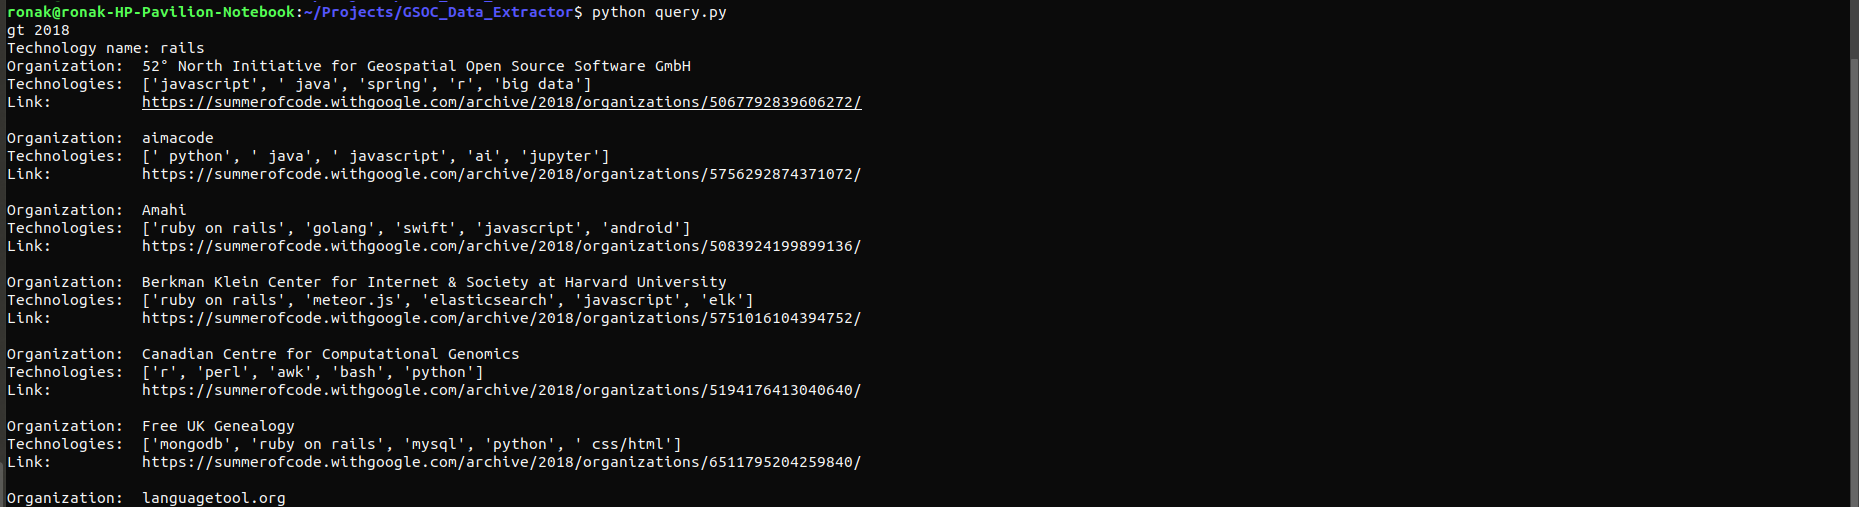 ronak@ronak-HP-Pavilion-Notebook:~/Projects/GSOC_Data_Extractor$ python query.py
gt 2018
Technology name: rails
Organization:  52° North Initiative for Geospatial Open Source Software GmbH
Technologies:  ['javascript', ' java', 'spring', 'r', 'big data']
Link:          https://summerofcode.withgoogle.com/archive/2018/organizations/5067792839606272/

Organization:  aimacode
Technologies:  [' python', ' java', ' javascript', 'ai', 'jupyter']
Link:          https://summerofcode.withgoogle.com/archive/2018/organizations/5756292874371072/

Organization:  Amahi
Technologies:  ['ruby on rails', 'golang', 'swift', 'javascript', 'android']
Link:          https://summerofcode.withgoogle.com/archive/2018/organizations/5083924199899136/

Organization:  Berkman Klein Center for Internet & Society at Harvard University
Technologies:  ['ruby on rails', 'meteor.js', 'elasticsearch', 'javascript', 'elk']
Link:          https://summerofcode.withgoogle.com/archive/2018/organizations/5751016104394752/

Organization:  Canadian Centre for Computational Genomics
Technologies:  ['r', 'perl', 'awk', 'bash', 'python']
Link:          https://summerofcode.withgoogle.com/archive/2018/organizations/5194176413040640/

Organization:  Free UK Genealogy
Technologies:  ['mongodb', 'ruby on rails', 'mysql', 'python', ' css/html']
Link:          https://summerofcode.withgoogle.com/archive/2018/organizations/6511795204259840/

Organization:  languagetool.org